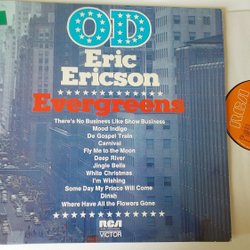 OD
Eric
Ericson
Evergreens
There's No Business Like Show Business
Mood Indigo
De Gospel Train
Carnival
Fly Me to the Moon
Deep River
Jingle Bells
White Christmas
I'm Wishing
Some Day My Prince Will Come
Dinah
Where Have All the Flowers Gone
RCA
VICTOR